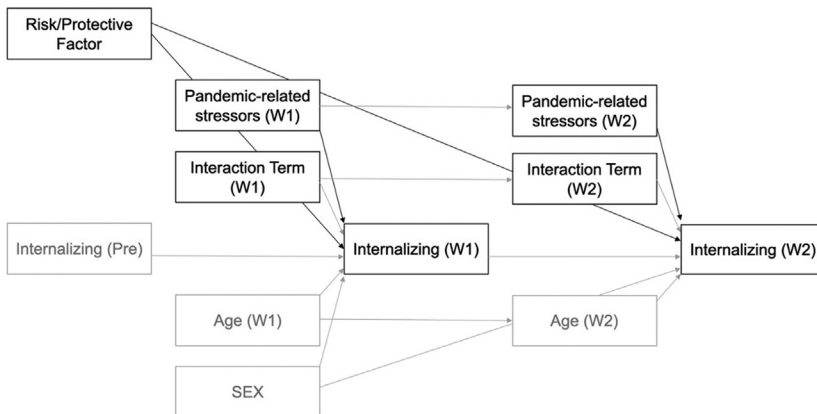 Risk/Protective
Factor
Pandemic-related
stressors (W1)
Pandemic-related
stressors (W2)
Interaction Term
(W1)
Interaction Term
(W2)
Internalizing (Pre)
Internalizing (W1)
Internalizing (W2)
Age (W1)
Age (W2)
SEX